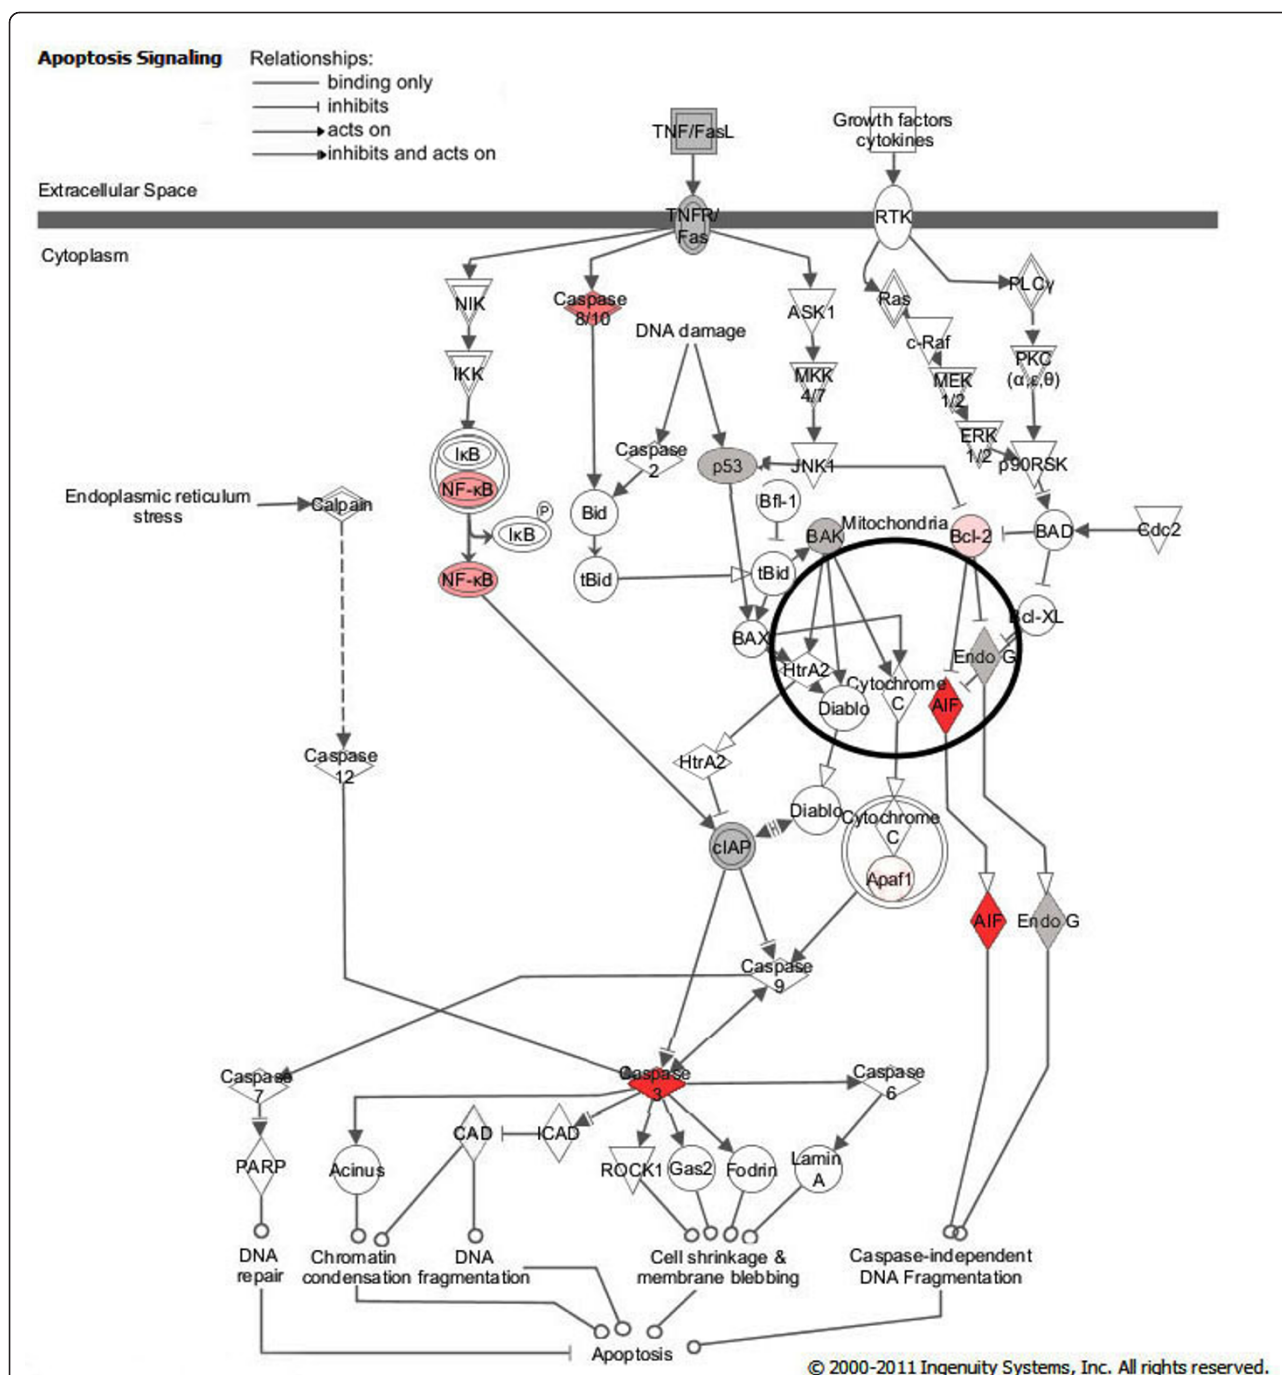 Apoptosis Signaling
Relationships:
binding only
inhibits
acts on
inhibits and acts on
TNF/FasL
Growth factors
cytokines
Extracellular Space
TNFR/
Fas
RTK
Cytoplasm
NIK
Caspase
8/10
ASK1
Ras
PLCγ
DNA damage
c-Raf
IKK
MKK
4/7
MEK
1/2
PKC
(α,ε,θ)
IκB
NF-κB
Caspase
2
p53
JNK1
ERK
1/2
p90RSK
Endoplasmic reticulum
stress
Calpain
P
IκB
Bid
Bfl-1
Mitochondria
BAK
Bcl-2
BAD
Cdc2
NF-κB
tBid
tBid
BAX
Bcl-XL
HtrA2
Endo G
Cytochrome
C
Diablo
AIF
Caspase
12
HtrA2
Diablo
Cytochrome
C
cIAP
Apaf1
AIF
Endo G
Caspase
9
Caspase
7
Caspase
3
Caspase
6
CAD
ICAD
PARP
Acinus
ROCK1
Gas2
Fodrin
Lamin
A
DNA
repair
Chromatin
condensation
DNA
fragmentation
Cell shrinkage &
membrane blebbing
Caspase-independent
DNA Fragmentation
Apoptosis
© 2000-2011 Ingenuity Systems, Inc. All rights reserved.